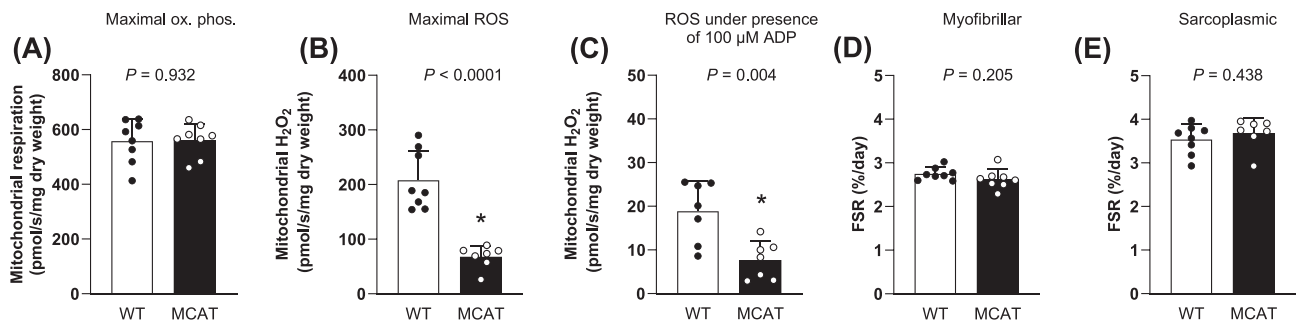 Maximal ox. phos.
(A)
P = 0.932
Mitochondrial respiration
(pmol/s/mg dry weight)
800
600
400
200
0
WT
MCAT
Maximal ROS
(B)
P < 0.0001
Mitochondrial H₂O₂
(pmol/s/mg dry weight)
400
300
200
100
0
*
WT
MCAT
ROS under presence
of 100 µM ADP
(C)
P = 0.004
Mitochondrial H₂O₂
(pmol/s/mg dry weight)
50
40
30
20
10
0
*
WT
MCAT
Myofibrillar
(D)
P = 0.205
FSR (%/day)
5
4
3
2
1
0
WT
MCAT
Sarcoplasmic
(E)
P = 0.438
FSR (%/day)
5
4
3
2
1
0
WT
MCAT